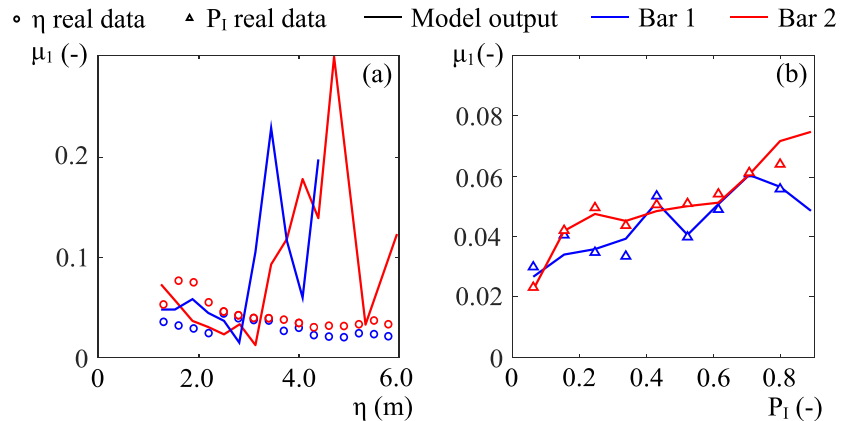 η real data P_I real data Model output Bar 1 Bar 2
μ₁ (-) (a) μ₁ (-) (b)
0.2
0.1
0
0 2.0 4.0 6.0
η (m)
0.08
0.06
0.04
0.02
0
0 0.2 0.4 0.6 0.8
P_I (-)